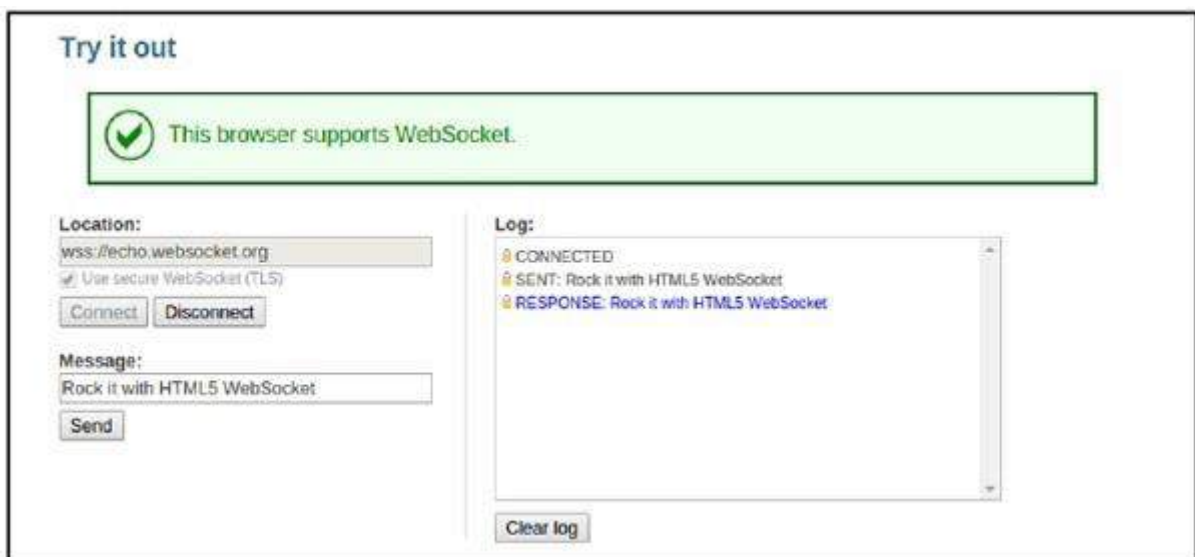 Try it out
This browser supports WebSocket.
Location:
wss://echo.websocket.org
Use secure WebSocket (TLS)
Connect Disconnect
Message:
Rock it with HTML5 WebSocket
Send
Log:
CONNECTED
SENT: Rock it with HTML5 WebSocket
RESPONSE: Rock it with HTML5 WebSocket
Clear log